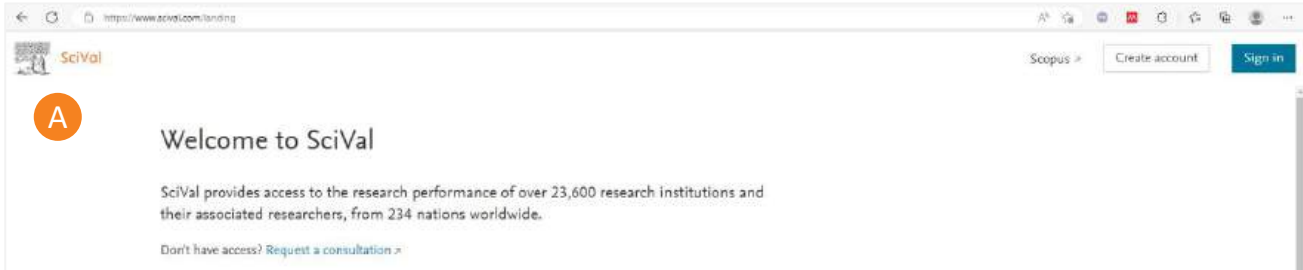 https://www.scival.com/landing
SciVal
Scopus >
Create account
Sign in
A
Welcome to SciVal
SciVal provides access to the research performance of over 23,600 research institutions and
their associated researchers, from 234 nations worldwide.
Don't have access? Request a consultation >